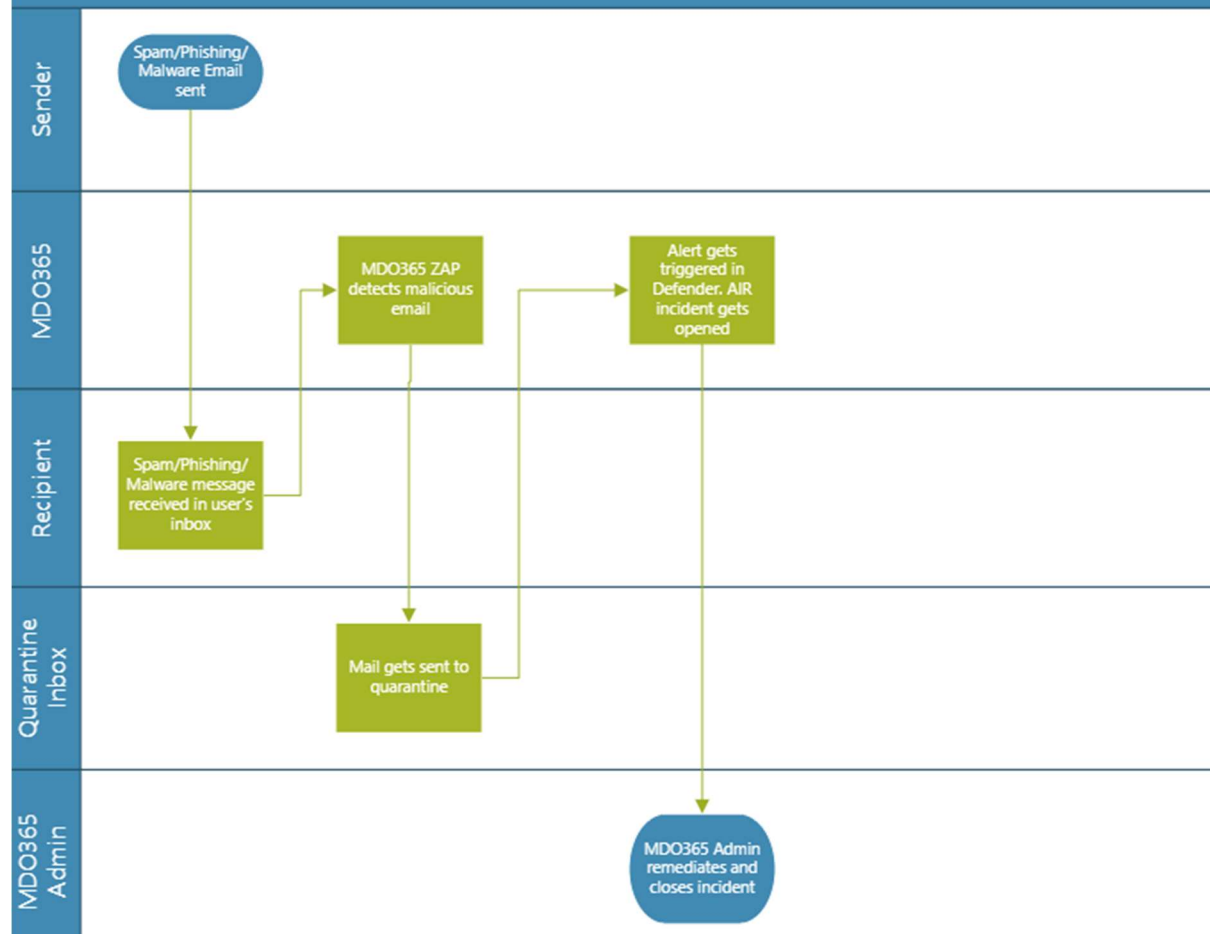 Sender
Spam/Phishing/
Malware Email
sent
MDO365
MDO365 ZAP
detects malicious
email
Alert gets
triggered in
Defender. AIR
incident gets
opened
Recipient
Spam/Phishing/
Malware message
received in user's
inbox
Quarantine
Inbox
Mail gets sent to
quarantine
MDO365
Admin
MDO365 Admin
remediates and
closes incident